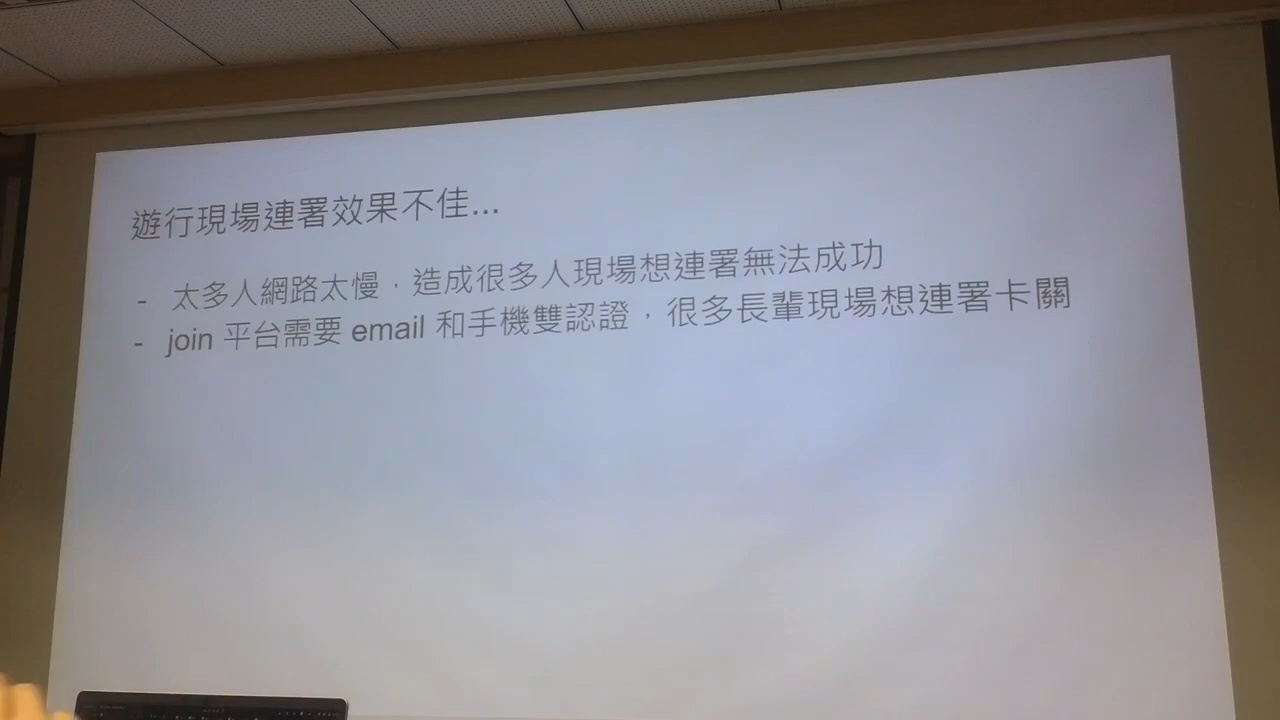 遊行現場連署效果不佳...
- 太多人網路太慢，造成很多人現場想連署無法成功
- join 平台需要 email 和手機雙認證，很多長輩現場想連署卡關